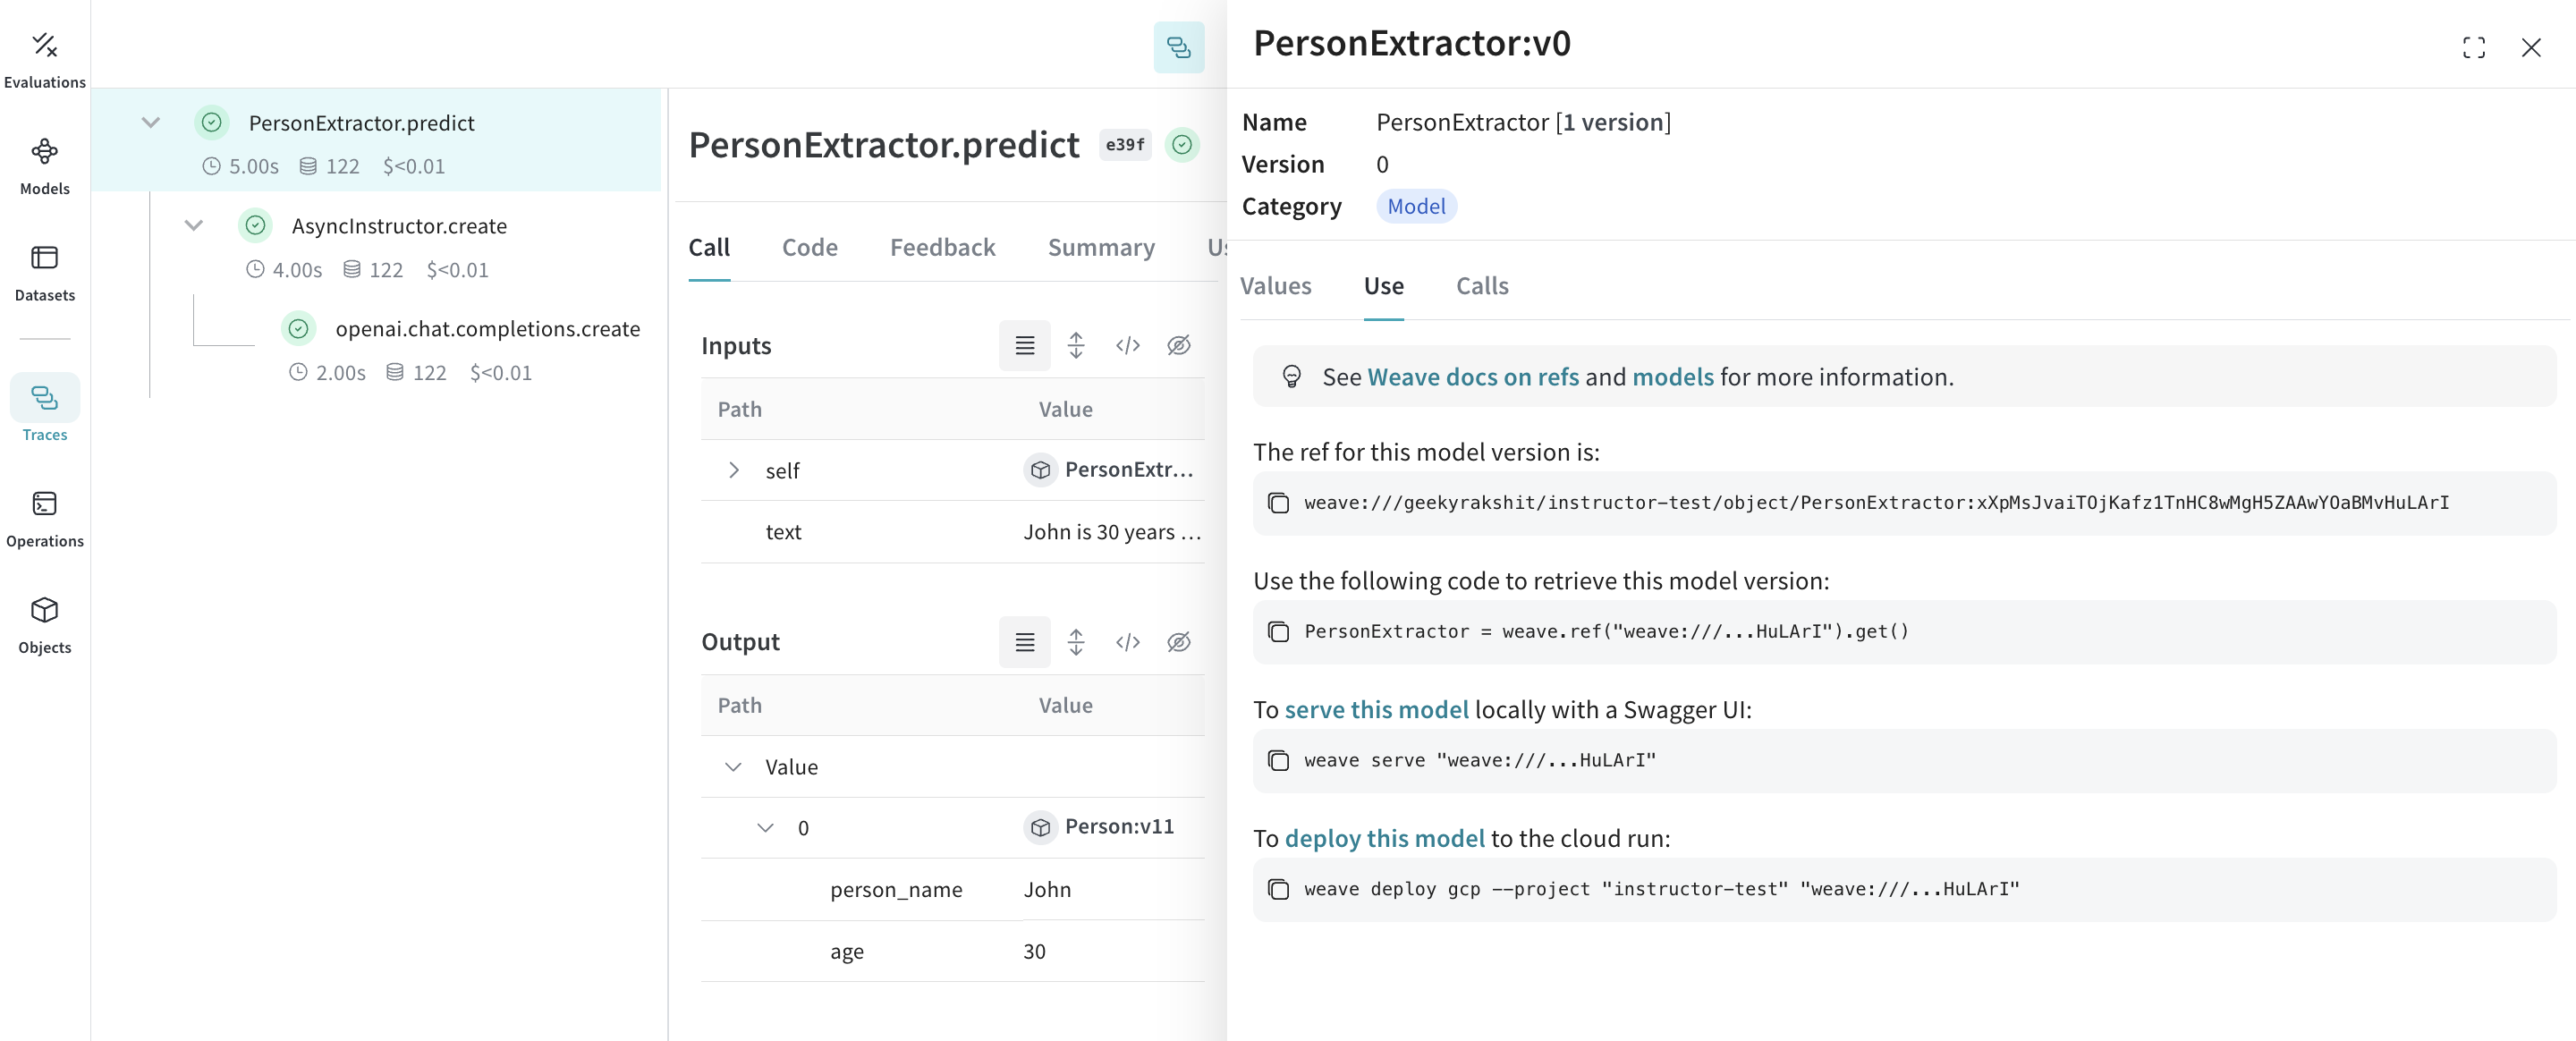 Evaluations
Models
Datasets
Traces
Operations
Objects
PersonExtractor.predict
5.00s 122 $<0.01
AsyncInstructor.create
4.00s 122 $<0.01
openai.chat.completions.create
2.00s 122 $<0.01
PersonExtractor.predict e39f
Call Code Feedback Summary Us
Inputs
Path Value
self PersonExtr...
text John is 30 years ...
Output
Path Value
Value
0 Person:v11
person_name John
age 30
PersonExtractor:v0
Name PersonExtractor [1 version]
Version 0
Category Model
Values Use Calls
See Weave docs on refs and models for more information.
The ref for this model version is:
weave:///geekyrakshit/instructor-test/object/PersonExtractor:xXpMsJvaiTOjKafz1TnHC8wMgH5ZAAwYOaBMvHuLArI
Use the following code to retrieve this model version:
PersonExtractor = weave.ref("weave:///...HuLArI").get()
To serve this model locally with a Swagger UI:
weave serve "weave:///...HuLArI"
To deploy this model to the cloud run:
weave deploy gcp --project "instructor-test" "weave:///...HuLArI"